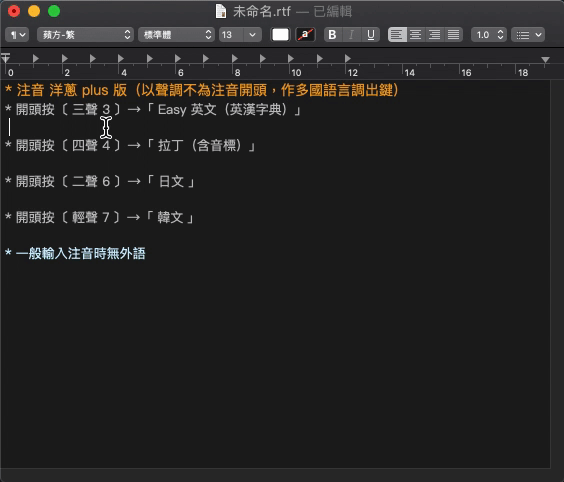 未命名.rtf — 已編輯
¶ 蘋方-繁 標準體 13 a B I U 1.0
0 2 4 6 8 10 12 14 16 18
* 注音 洋蔥 plus 版（以聲調不為注音開頭，作多國語言調出鍵）
* 開頭按〔 三聲 3 〕→「 Easy 英文（英漢字典）」
* 開頭按〔 四聲 4 〕→「 拉丁（含音標）」
* 開頭按〔 二聲 6 〕→「 日文 」
* 開頭按〔 輕聲 7 〕→「 韓文 」
* 一般輸入注音時無外語